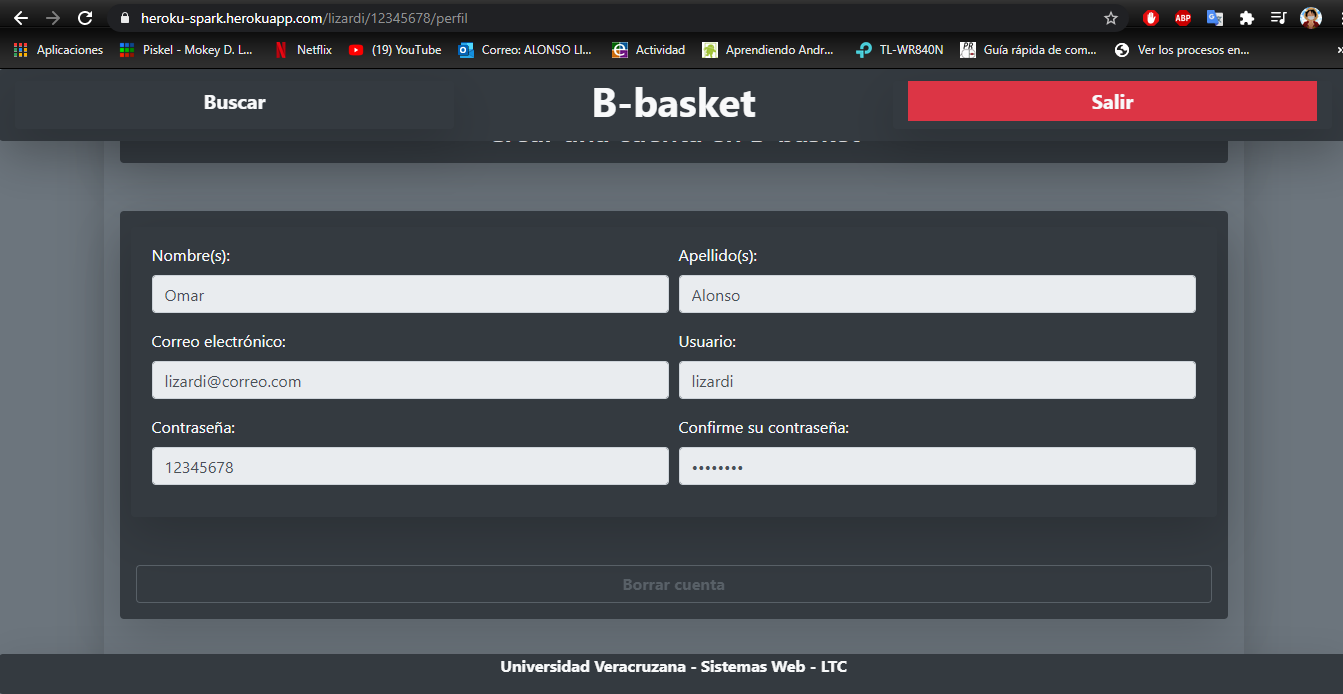 heroku-spark.herokuapp.com/lizardi/12345678/perfil
ABP
Aplicaciones Piskel - Mokey D. L... Netflix (19) YouTube Correo: ALONSO LI... Actividad Aprendiendo Andr... TL-WR840N Guía rápida de com... Ver los procesos en... »
Buscar B-basket Salir
Nombre(s): Apellido(s):
Omar Alonso
Correo electrónico: Usuario:
lizardi@correo.com lizardi
Contraseña: Confirme su contraseña:
12345678 ••••••••
Borrar cuenta
Universidad Veracruzana - Sistemas Web - LTC